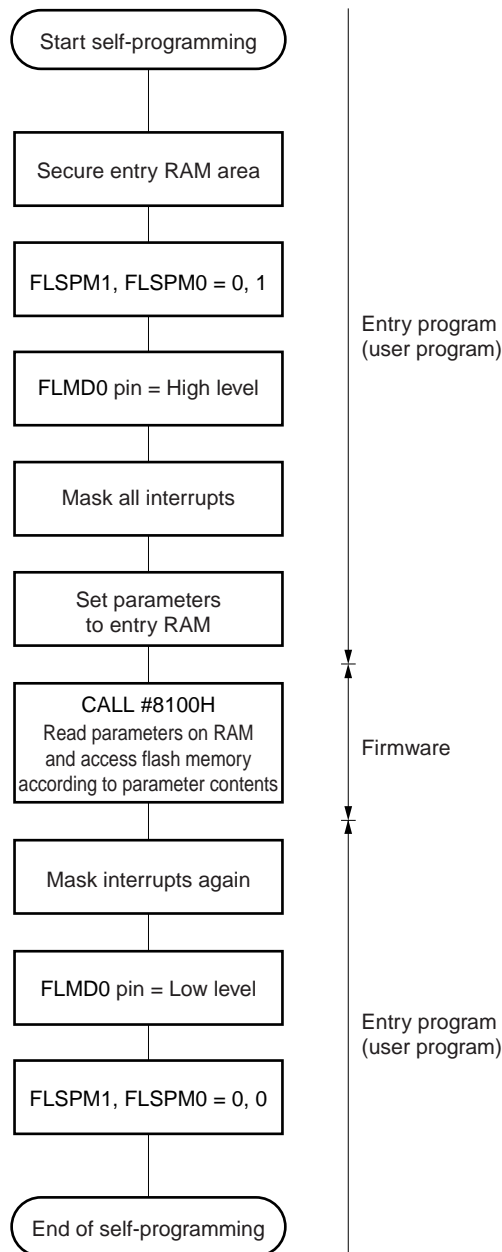 Start self-programming
Secure entry RAM area
FLSPM1, FLSPM0 = 0, 1
FLMD0 pin = High level
Mask all interrupts
Set parameters
to entry RAM
Entry program
(user program)
CALL #8100H
Read parameters on RAM
and access flash memory
according to parameter contents
Firmware
Mask interrupts again
FLMD0 pin = Low level
FLSPM1, FLSPM0 = 0, 0
End of self-programming
Entry program
(user program)